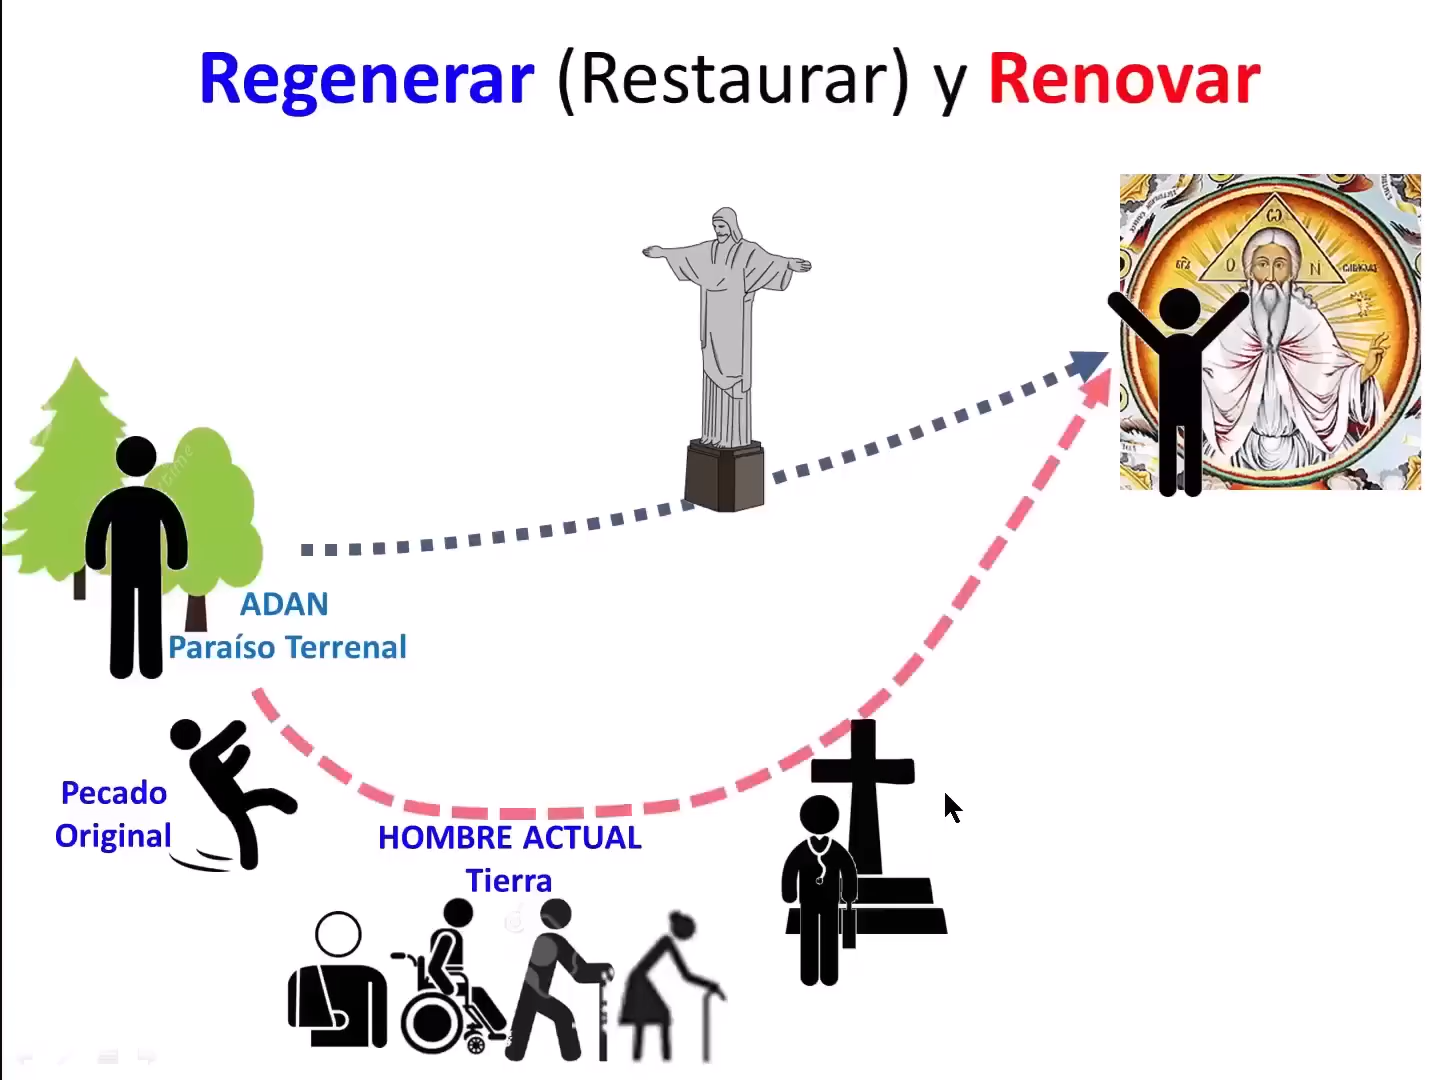 Regenerar (Restaurar) y Renovar
ADAN
Paraíso Terrenal
Pecado
Original
HOMBRE ACTUAL
Tierra
О
N